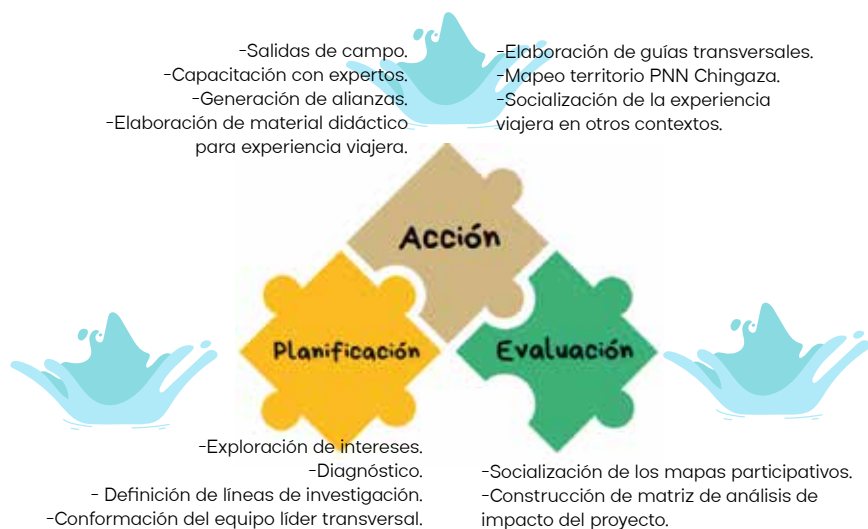 -Salidas de campo.
-Capacitación con expertos.
-Generación de alianzas.
-Elaboración de material didáctico
para experiencia viajera.
-Elaboración de guías transversales.
-Mapeo territorio PNN Chingaza.
-Socialización de la experiencia
viajera en otros contextos.
Acción
Planificación
Evaluación
-Exploración de intereses.
-Diagnóstico.
- Definición de líneas de investigación.
-Conformación del equipo líder transversal.
-Socialización de los mapas participativos.
-Construcción de matriz de análisis de
impacto del proyecto.